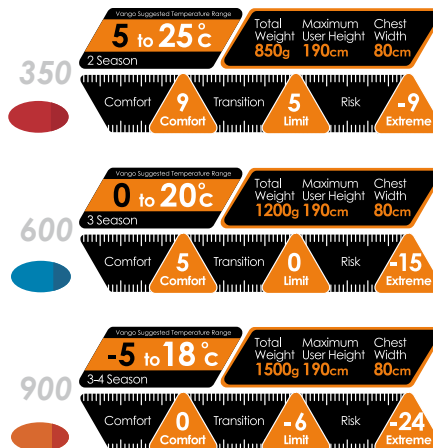 Vango Suggested Temperature Range
5 to 25°c
2 Season
Total Weight 850g
Maximum User Height 190cm
Chest Width 80cm
350
Comfort 9 Comfort Transition 5 Limit Risk -9 Extreme
Vango Suggested Temperature Range
0 to 20°c
3 Season
Total Weight 1200g
Maximum User Height 190cm
Chest Width 80cm
600
Comfort 5 Comfort Transition 0 Limit Risk -15 Extreme
Vango Suggested Temperature Range
-5 to 18°c
3-4 Season
Total Weight 1500g
Maximum User Height 190cm
Chest Width 80cm
900
Comfort 0 Comfort Transition -6 Limit Risk -24 Extreme